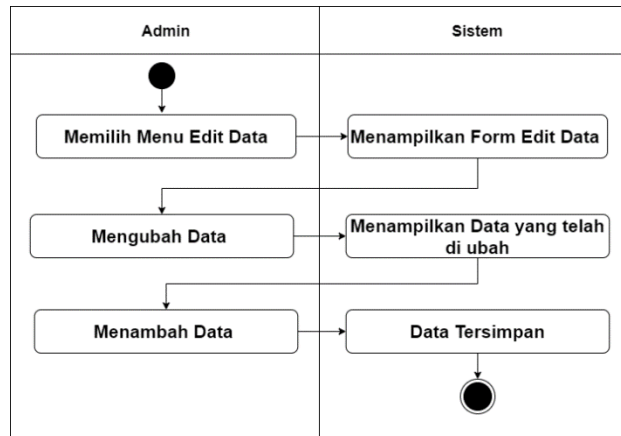 Admin
Sistem
Memilih Menu Edit Data
Menampilkan Form Edit Data
Mengubah Data
Menampilkan Data yang telah
di ubah
Menambah Data
Data Tersimpan